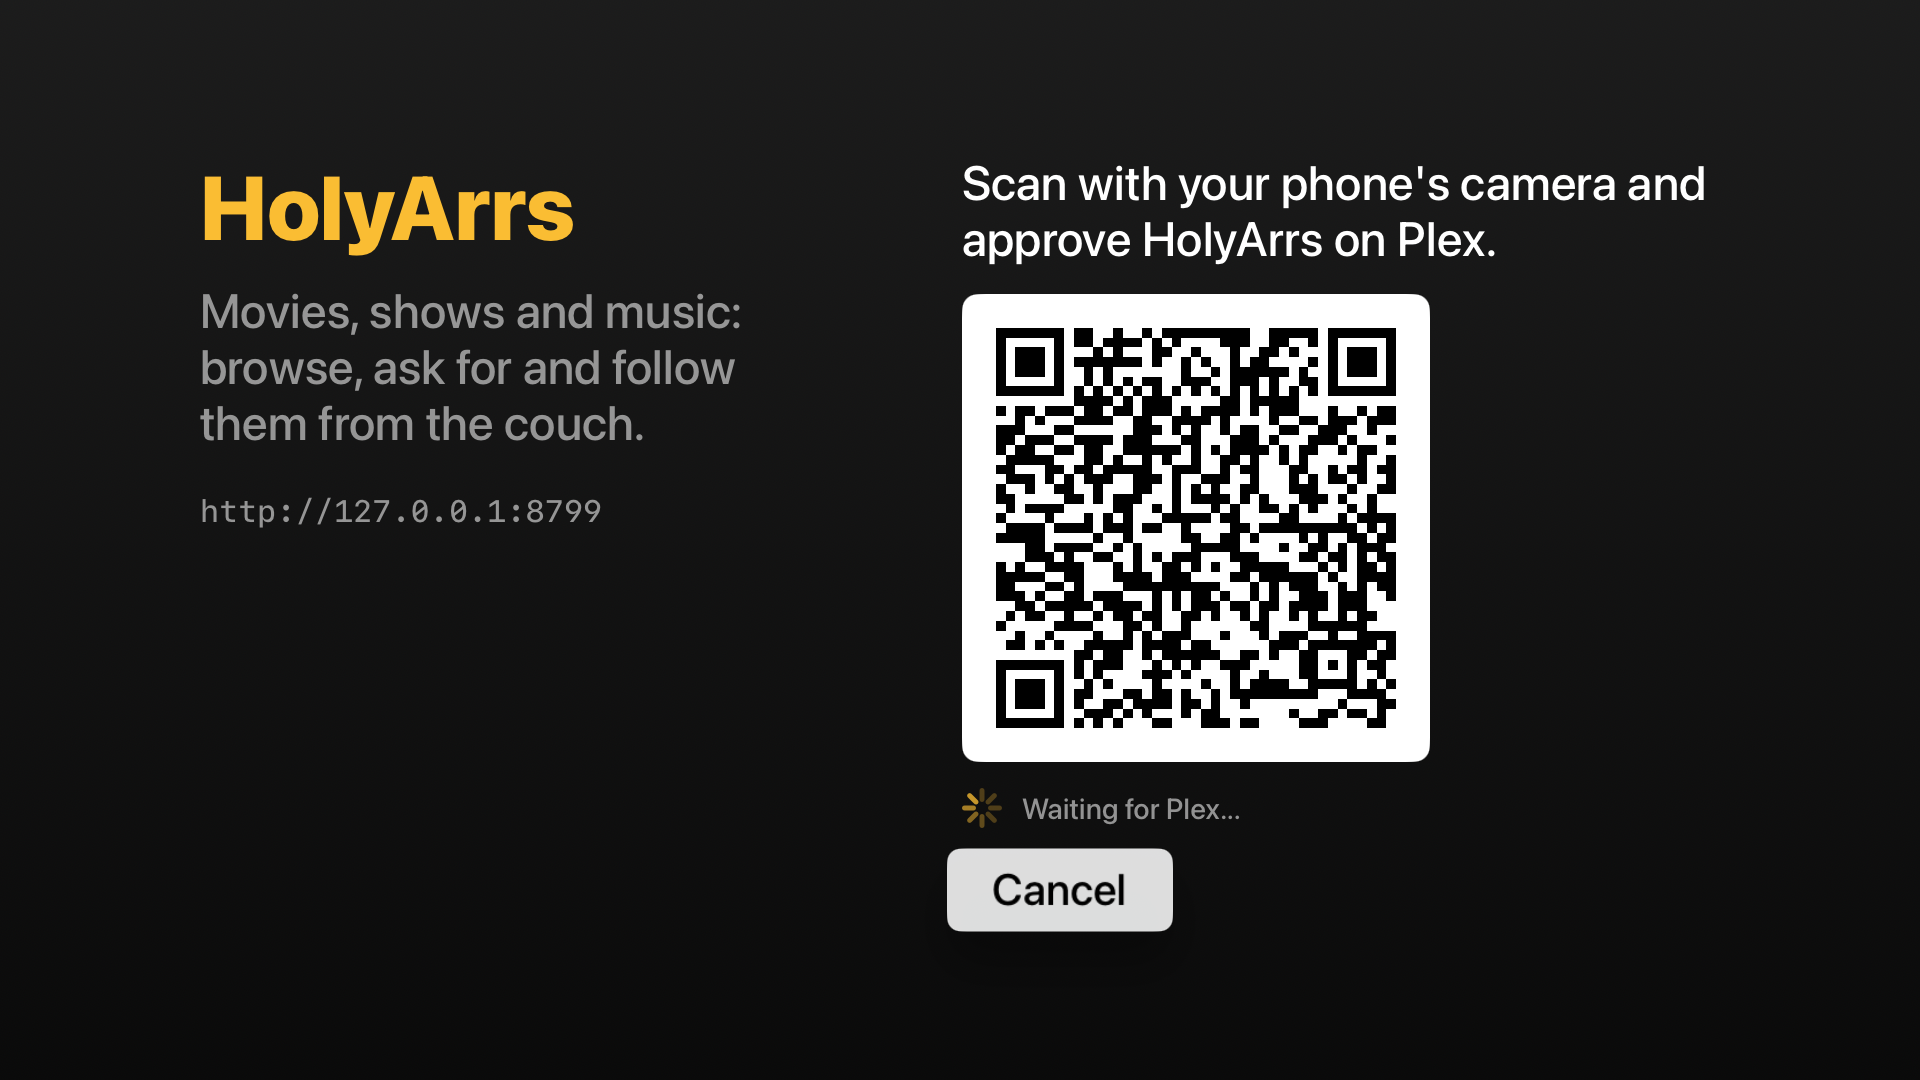 HolyArrs
Movies, shows and music:
browse, ask for and follow
them from the couch.
http://127.0.0.1:8799
Scan with your phone's camera and
approve HolyArrs on Plex.
Waiting for Plex...
Cancel